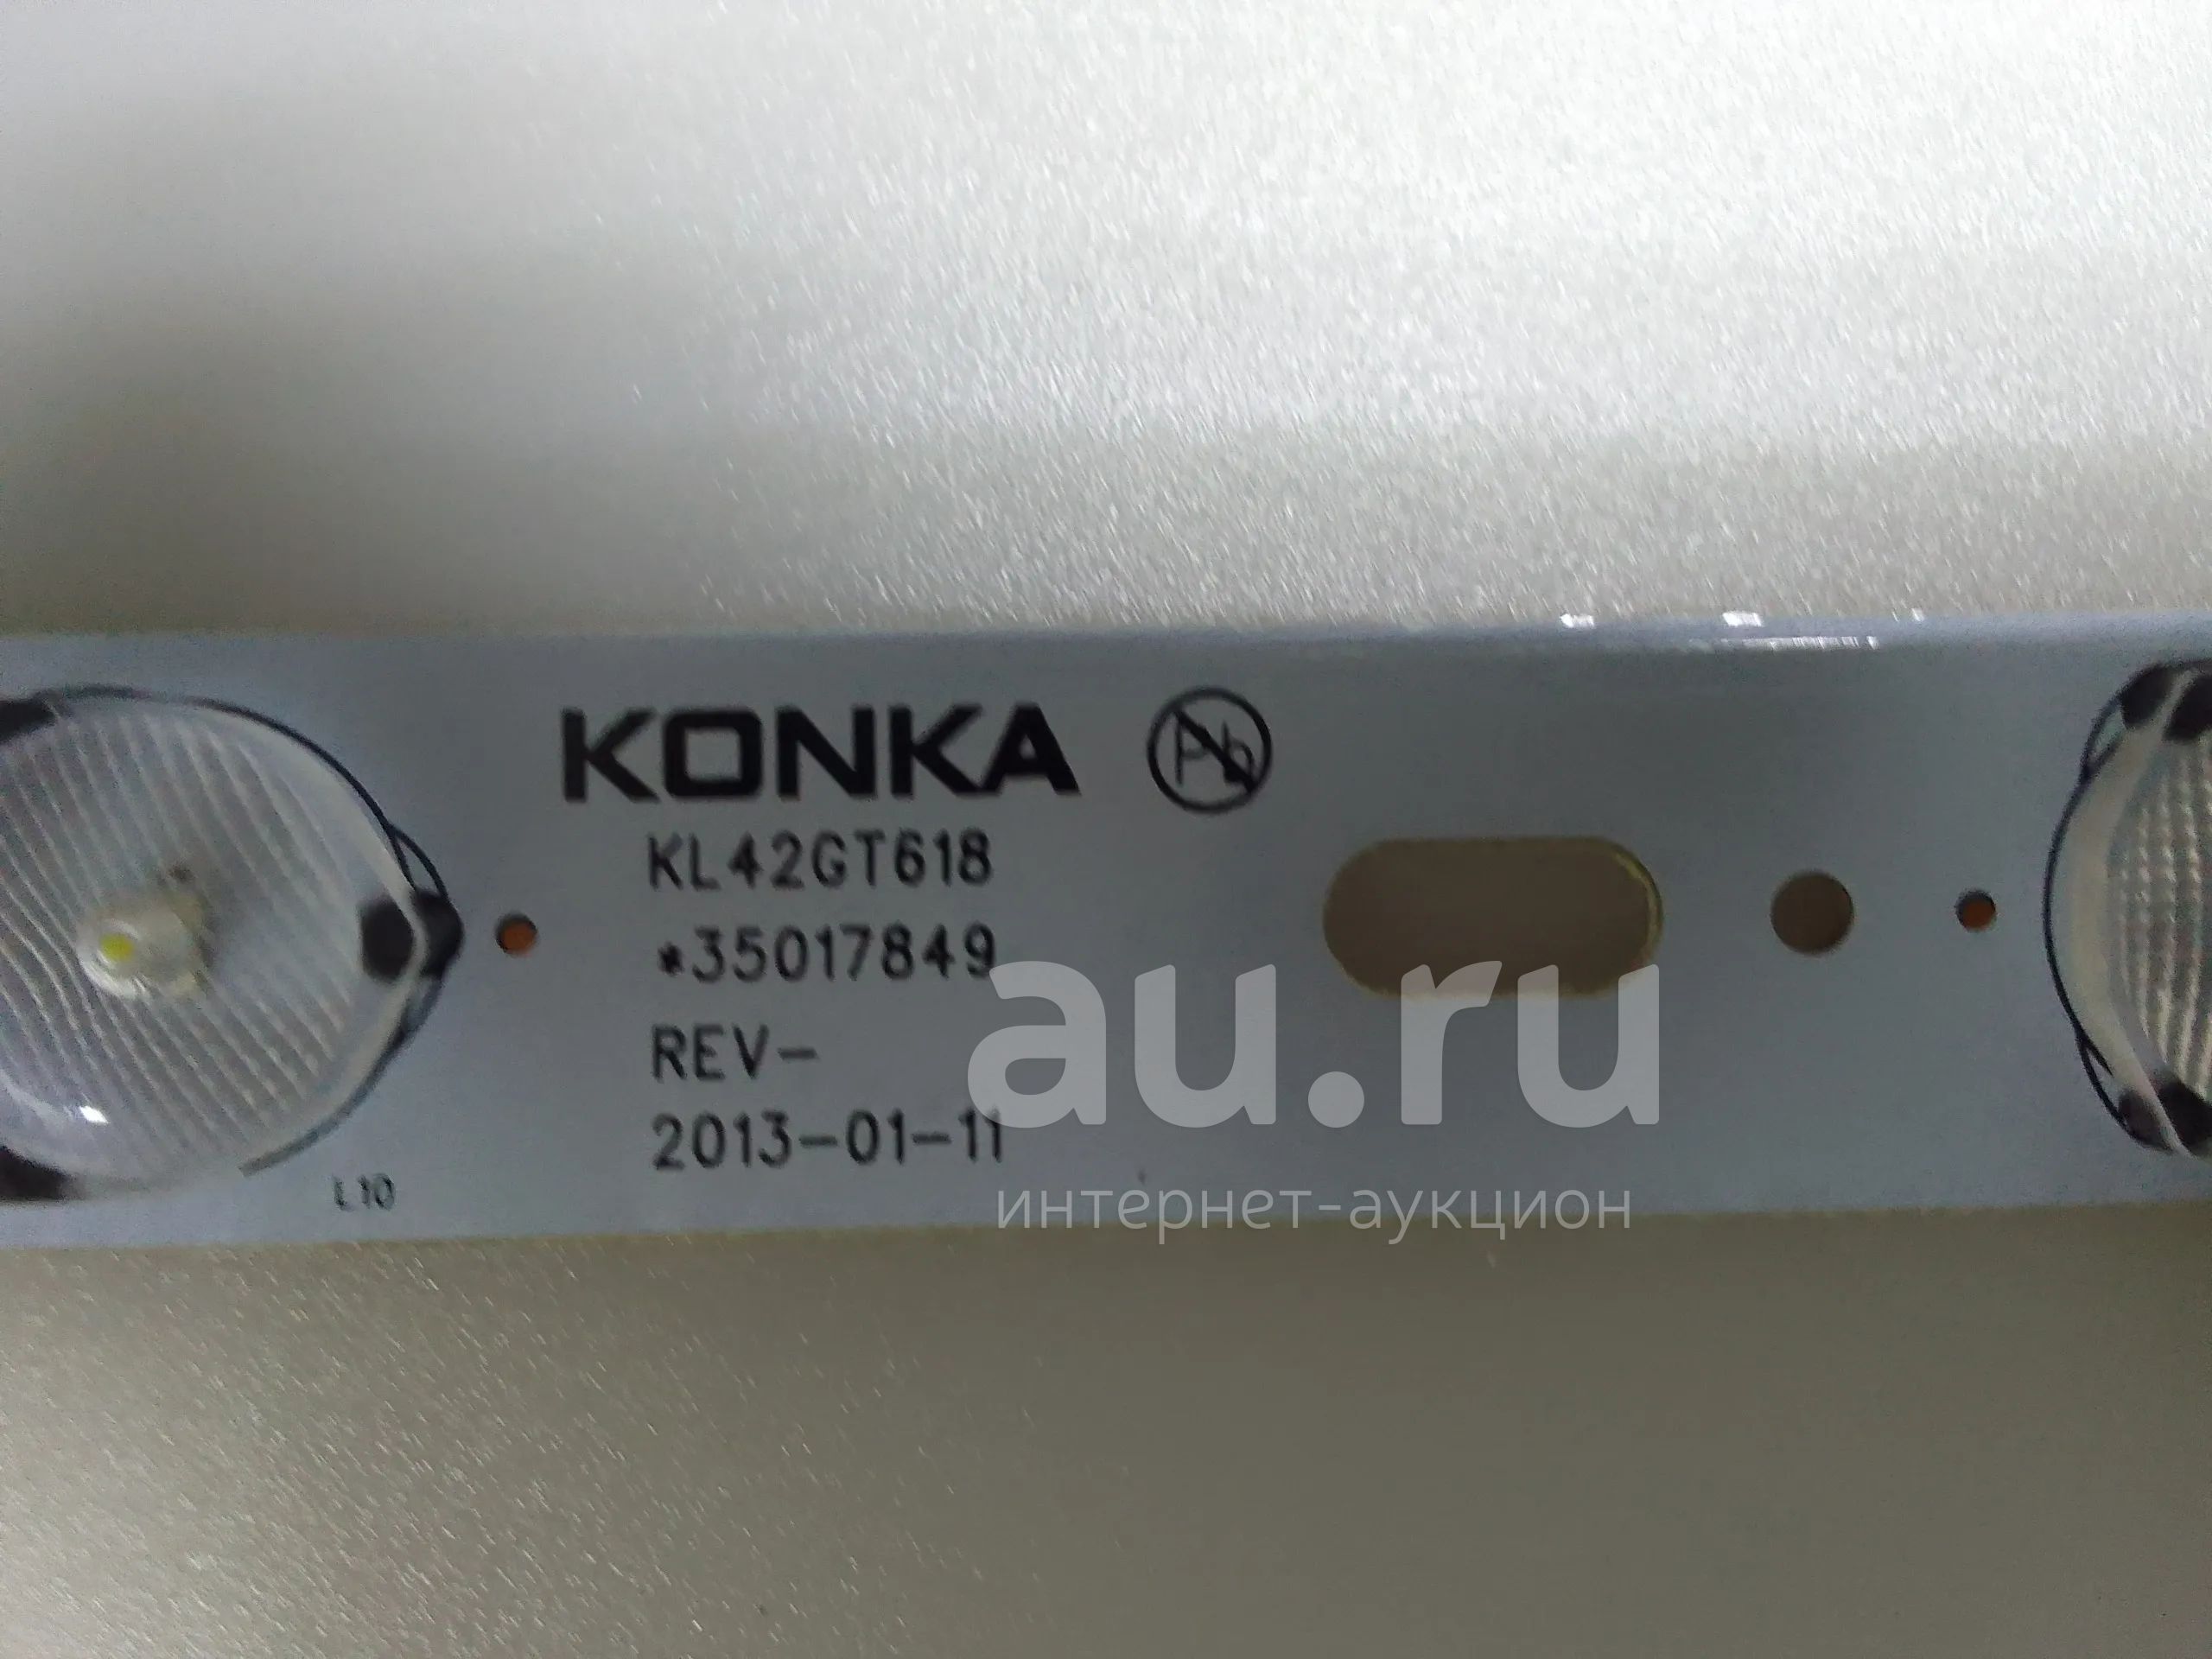 KONKA Pb
KL42GT618
*35017849
REV-
2013-01-11
L10
au.ru
интернет-аукцион